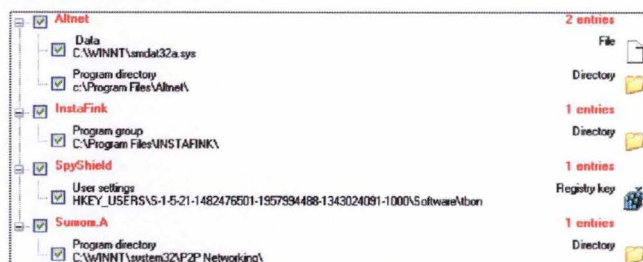 Altnet 2 entries
Data File
C:\WINNT\smdat32a.sys
Program directory Directory
c:\Program Files\Altnet\
InstaFink 1 entries
Program group Directory
C:\Program Files\INSTAFINK\
SpyShield 1 entries
User settings Registry key
HKEY_USERS\S-1-5-21-1482476501-1957994488-1343024091-1000\Software\tbon
Sumom.A 1 entries
Program directory Directory
C:\WINNT\system32\P2P Networking\